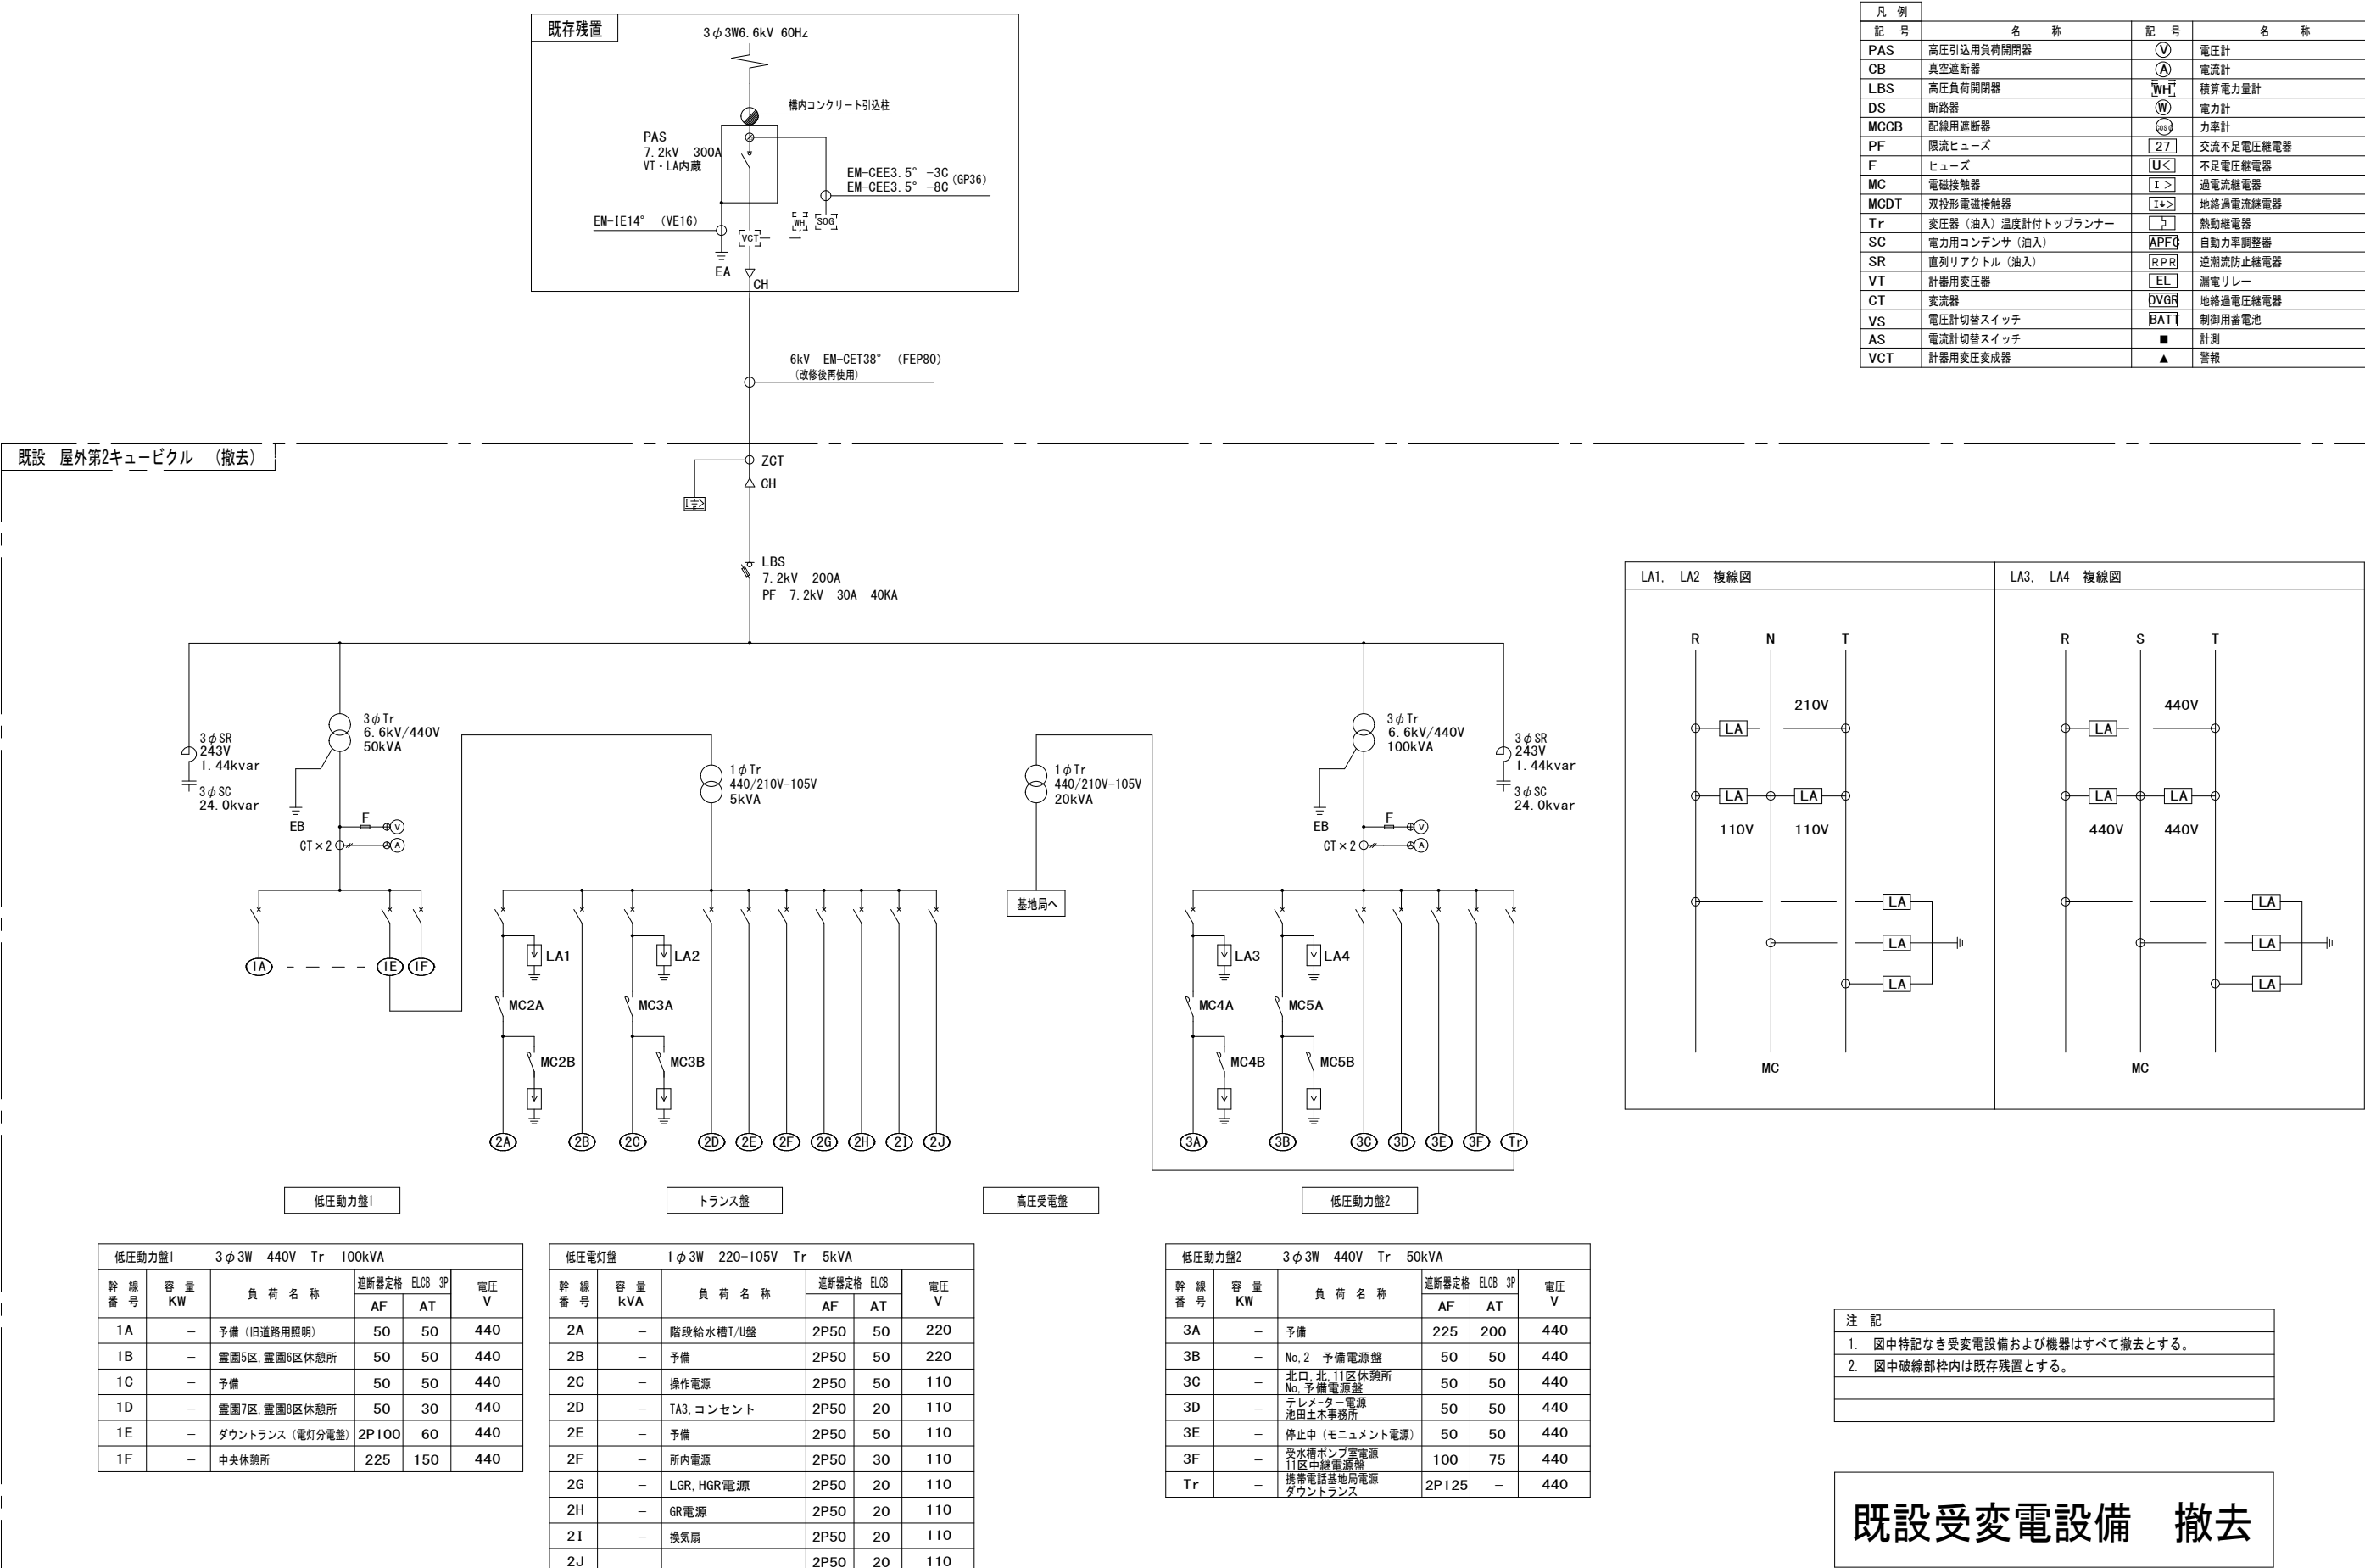 既存残置
3φ3W6.6kV 60Hz
構内コンクリート引込柱
PAS
7.2kV 300A
VT・LA内蔵
EM-CEE3.5° -3C
EM-CEE3.5° -8C
(GP36)
EM-IE14° (VE16)
WH
SOG
VCT
EA
CH
6kV EM-CET38° (FEP80)
(改修後再使用)
凡 例
記 号 名 称 記 号 名 称
PAS 高圧引込用負荷開閉器 V 電圧計
CB 真空遮断器 A 電流計
LBS 高圧負荷開閉器 WH 積算電力量計
DS 断路器 W 電力計
MCCB 配線用遮断器 cosφ 力率計
PF 限流ヒューズ 27 交流不足電圧継電器
F ヒューズ U< 不足電圧継電器
MC 電磁接触器 I> 過電流継電器
MCDT 双投形電磁接触器 I⏚> 地絡過電流継電器
Tr 変圧器（油入）温度計付トップランナー 熱動継電器
SC 電力用コンデンサ（油入） APFC 自動力率調整器
SR 直列リアクトル（油入） RPR 逆潮流防止継電器
VT 計器用変圧器 EL 漏電リレー
CT 変流器 OVGR 地絡過電圧継電器
VS 電圧計切替スイッチ BATT 制御用蓄電池
AS 電流計切替スイッチ ■ 計測
VCT 計器用変圧変成器 ▲ 警報
既設 屋外第2キュービクル （撤去）
ZCT
CH
I⏚>
LBS
7.2kV 200A
PF 7.2kV 30A 40KA
3φSR
243V
1.44kvar
3φSC
24.0kvar
3φTr
6.6kV/440V
50kVA
EB
F
V
CT×2
A
1φTr
440/210V-105V
5kVA
1φTr
440/210V-105V
20kVA
基地局へ
3φTr
6.6kV/440V
100kVA
EB
F
V
CT×2
A
3φSR
243V
1.44kvar
3φSC
24.0kvar
1A 1E 1F
LA1 LA2 LA3 LA4
MC2A MC3A MC4A MC5A
MC2B MC3B MC4B MC5B
2A 2B 2C 2D 2E 2F 2G 2H 2I 2J
3A 3B 3C 3D 3E 3F Tr
LA1, LA2 複線図
R N T
210V
LA
LA LA
110V 110V
LA
LA
LA
MC
LA3, LA4 複線図
R S T
440V
LA
LA LA
440V 440V
LA
LA
LA
MC
低圧動力盤1
トランス盤
高圧受電盤
低圧動力盤2
低圧動力盤1 3φ3W 440V Tr 100kVA
幹線番号 容量KW 負荷名称 遮断器定格 ELCB 3P 電圧V
AF AT
1A － 予備（旧道路用照明） 50 50 440
1B － 霊園5区,霊園6区休憩所 50 50 440
1C － 予備 50 50 440
1D － 霊園7区,霊園8区休憩所 50 30 440
1E － ダウントランス（電灯分電盤） 2P100 60 440
1F － 中央休憩所 225 150 440
低圧電灯盤 1φ3W 220-105V Tr 5kVA
幹線番号 容量kVA 負荷名称 遮断器定格 ELCB 電圧V
AF AT
2A － 階段給水槽T/U盤 2P50 50 220
2B － 予備 2P50 50 220
2C － 操作電源 2P50 50 110
2D － TA3,コンセント 2P50 20 110
2E － 予備 2P50 50 110
2F － 所内電源 2P50 30 110
2G － LGR,HGR電源 2P50 20 110
2H － GR電源 2P50 20 110
2I － 換気扇 2P50 20 110
2J 2P50 20 110
低圧動力盤2 3φ3W 440V Tr 50kVA
幹線番号 容量KW 負荷名称 遮断器定格 ELCB 3P 電圧V
AF AT
3A － 予備 225 200 440
3B － No,2 予備電源盤 50 50 440
3C － 北口,北,11区休憩所 No,予備電源盤 50 50 440
3D － テレメ-ター電源 池田土木事務所 50 50 440
3E － 停止中（モニュメント電源） 50 50 440
3F － 受水槽ポンプ室電源 11区中継電源盤 100 75 440
Tr － 携帯電話基地局電源 ダウントランス 2P125 － 440
注 記
1. 図中特記なき受変電設備および機器はすべて撤去とする。
2. 図中破線部枠内は既存残置とする。
既設受変電設備 撤去